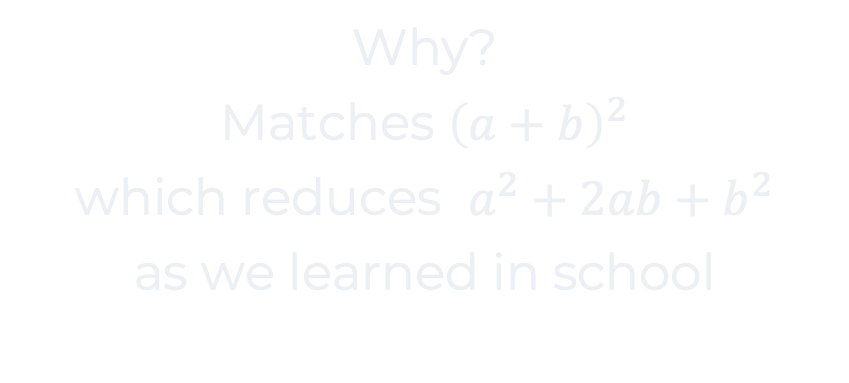 Why?
Matches (a + b)²
which reduces a² + 2ab + b²
as we learned in school